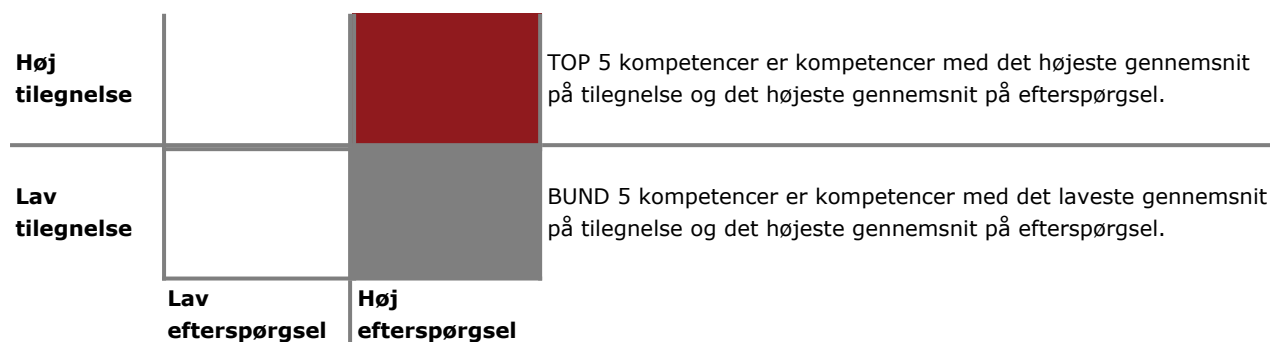 Høj
tilegnelse
TOP 5 kompetencer er kompetencer med det højeste gennemsnit
på tilegnelse og det højeste gennemsnit på efterspørgsel.
Lav
tilegnelse
BUND 5 kompetencer er kompetencer med det laveste gennemsnit
på tilegnelse og det højeste gennemsnit på efterspørgsel.
Lav
efterspørgsel
Høj
efterspørgsel